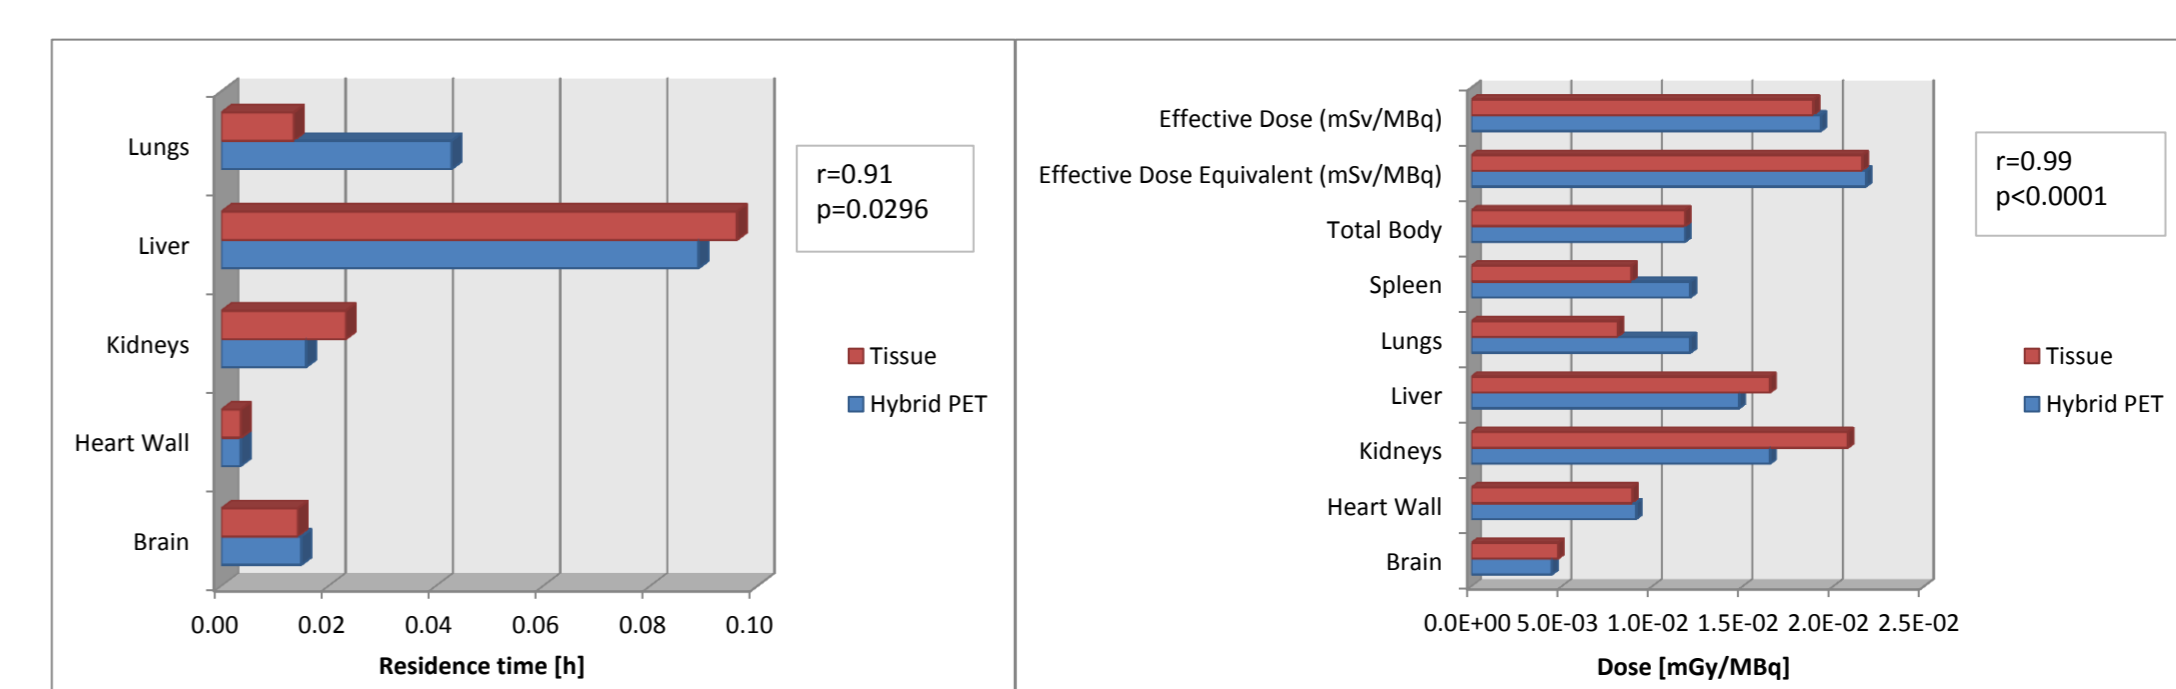 Lungs
Liver
Kidneys
Heart Wall
Brain
0.00 0.02 0.04 0.06 0.08 0.10
Residence time [h]
r=0.91
p=0.0296
Tissue
Hybrid PET
Effective Dose (mSv/MBq)
Effective Dose Equivalent (mSv/MBq)
Total Body
Spleen
Lungs
Liver
Kidneys
Heart Wall
Brain
0.0E+00 5.0E-03 1.0E-02 1.5E-02 2.0E-02 2.5E-02
Dose [mGy/MBq]
r=0.99
p<0.0001
Tissue
Hybrid PET